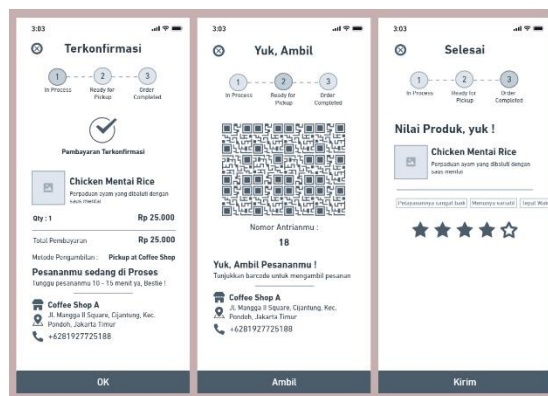 3:03
Terkonfirmasi
1
2
3
In Process
Ready for
Pickup
Order
Completed
Pembayaran Terkonfirmasi
Chicken Mentai Rice
Perpaduan ayam yang dibaluti dengan
saus mentai
Qty : 1
Rp 25.000
Total Pembayaran
Rp 25.000
Metode Pengambilan :
Pickup at Coffee Shop
Pesananmu sedang di Proses
Tunggu pesananmu 10 - 15 menit ya, Bestie !
Coffee Shop A
Jl. Mangga II Square, Cijantung, Kec.
Pondoh, Jakarta Timur
+6281927725188
OK
3:03
Yuk, Ambil
1
2
3
In Process
Ready for
Pickup
Order
Completed
Nomor Antrianmu :
18
Yuk, Ambil Pesananmu !
Tunjukkan barcode untuk mengambil pesanan
Coffee Shop A
Jl. Mangga II Square, Cijantung, Kec.
Pondoh, Jakarta Timur
+6281927725188
Ambil
3:03
Selesai
1
2
3
In Process
Ready for
Pickup
Order
Completed
Nilai Produk, yuk !
Chicken Mentai Rice
Perpaduan ayam yang dibaluti dengan
saus mentai
Pelayanannya sangat baik
Menunya variatif
Tepat
Kirim